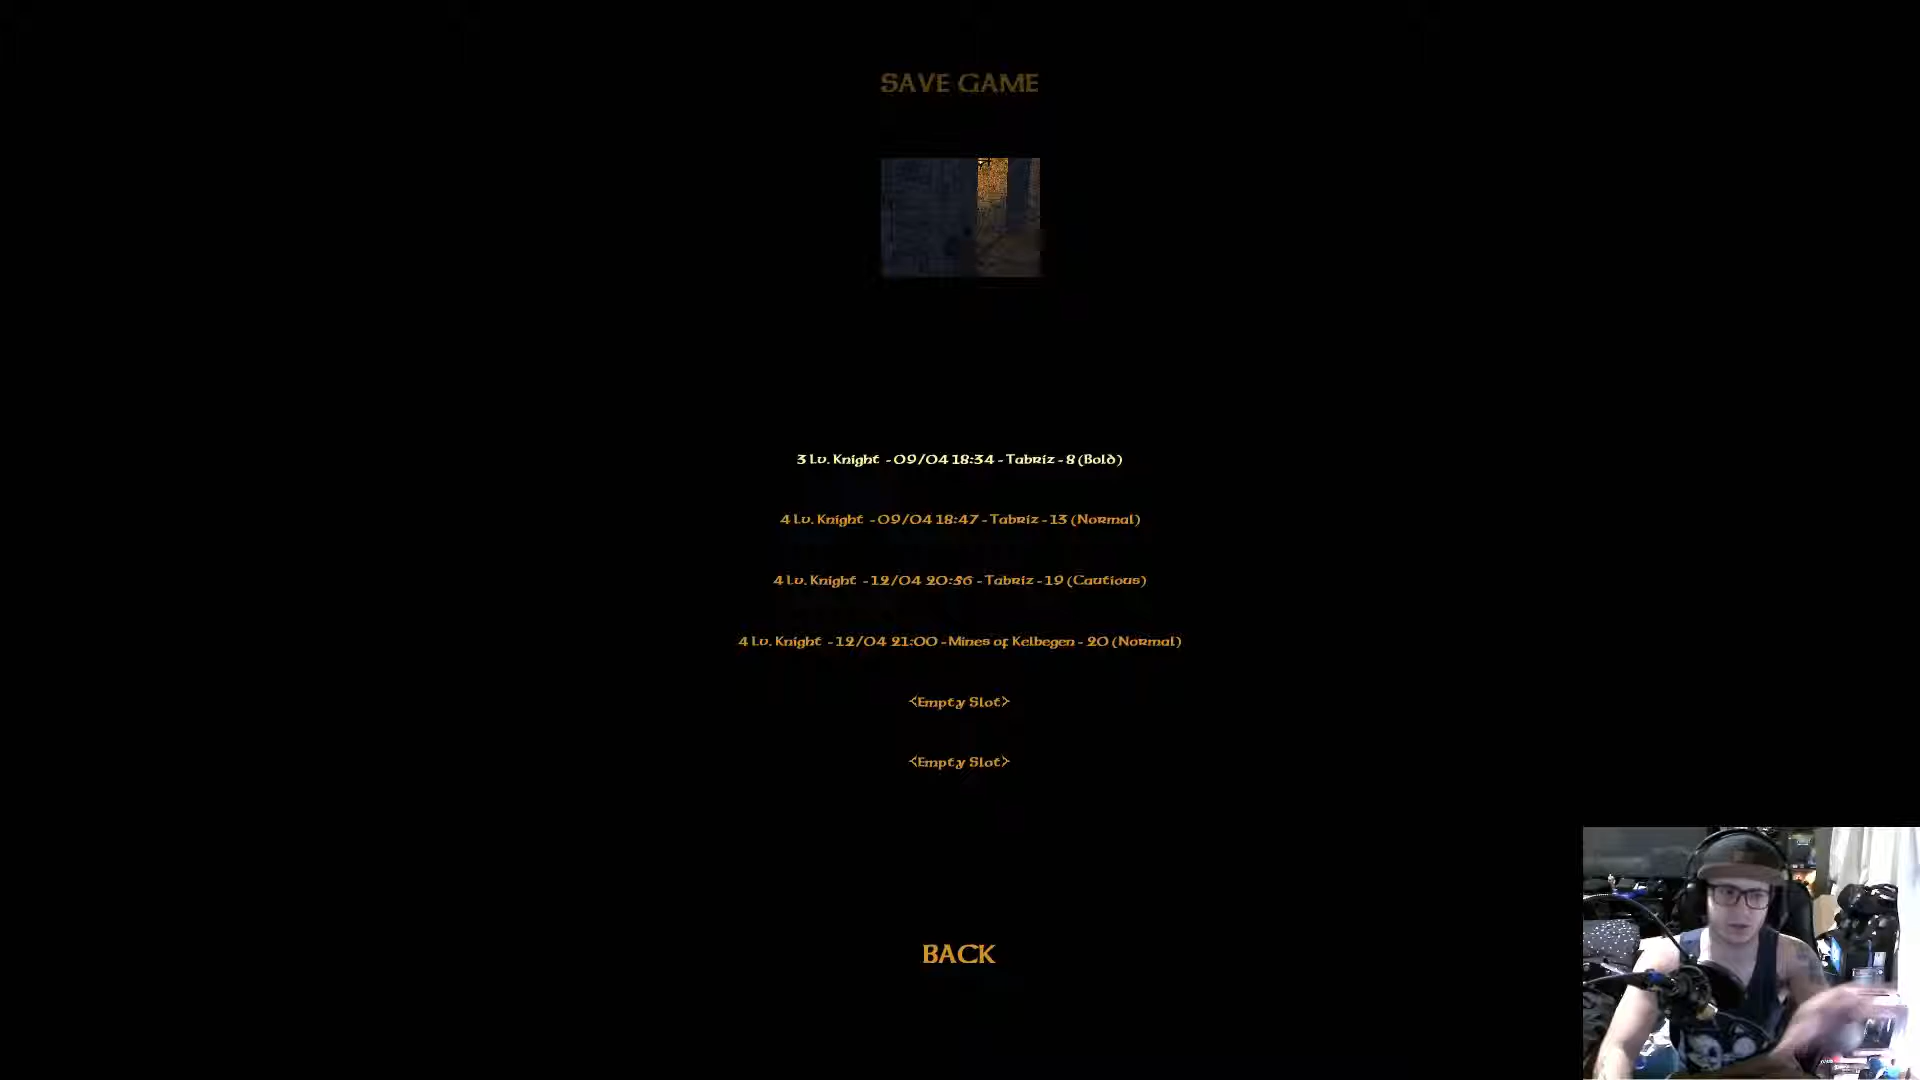 SAVE GAME
3 Lv. Knight - 09/04 18:34 - Tabriz - 8 (Bold)
4 Lv. Knight - 09/04 18:47 - Tabriz - 13 (Normal)
4 Lv. Knight - 12/04 20:56 - Tabriz - 19 (Cautious)
4 Lv. Knight - 12/04 21:00 - Mines of Kelbegen - 20 (Normal)
<Empty Slot>
<Empty Slot>
BACK